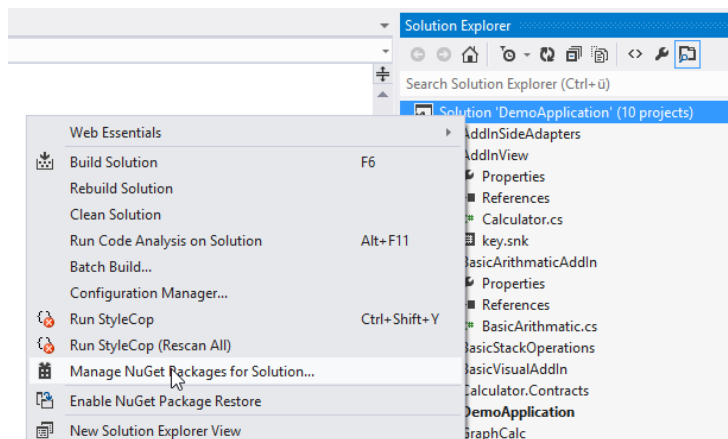 Solution Explorer
Search Solution Explorer (Ctrl+ü)
Solution 'DemoApplication' (10 projects)
AddInSideAdapters
AddInView
Properties
References
Calculator.cs
key.snk
BasicArithmaticAddIn
Properties
References
BasicArithmatic.cs
BasicStackOperations
BasicVisualAddIn
Calculator.Contracts
DemoApplication
GraphCalc
Web Essentials
Build Solution F6
Rebuild Solution
Clean Solution
Run Code Analysis on Solution Alt+F11
Batch Build...
Configuration Manager...
Run StyleCop Ctrl+Shift+Y
Run StyleCop (Rescan All)
Manage NuGet Packages for Solution...
Enable NuGet Package Restore
New Solution Explorer View